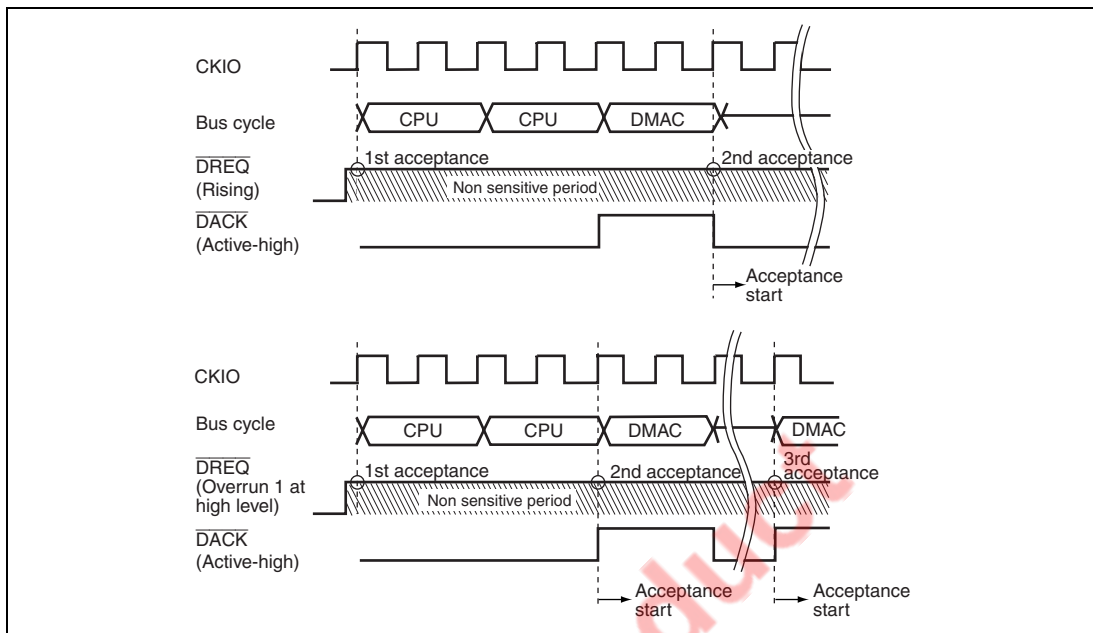 CKIO
Bus cycle
CPU
CPU
DMAC
DREQ
(Rising)
1st acceptance
2nd acceptance
Non sensitive period
DACK
(Active-high)
Acceptance
start
CKIO
Bus cycle
CPU
CPU
DMAC
DMAC
DREQ
(Overrun 1 at
high level)
1st acceptance
2nd acceptance
3rd
acceptance
Non sensitive period
DACK
(Active-high)
Acceptance
start
Acceptance
start
duct